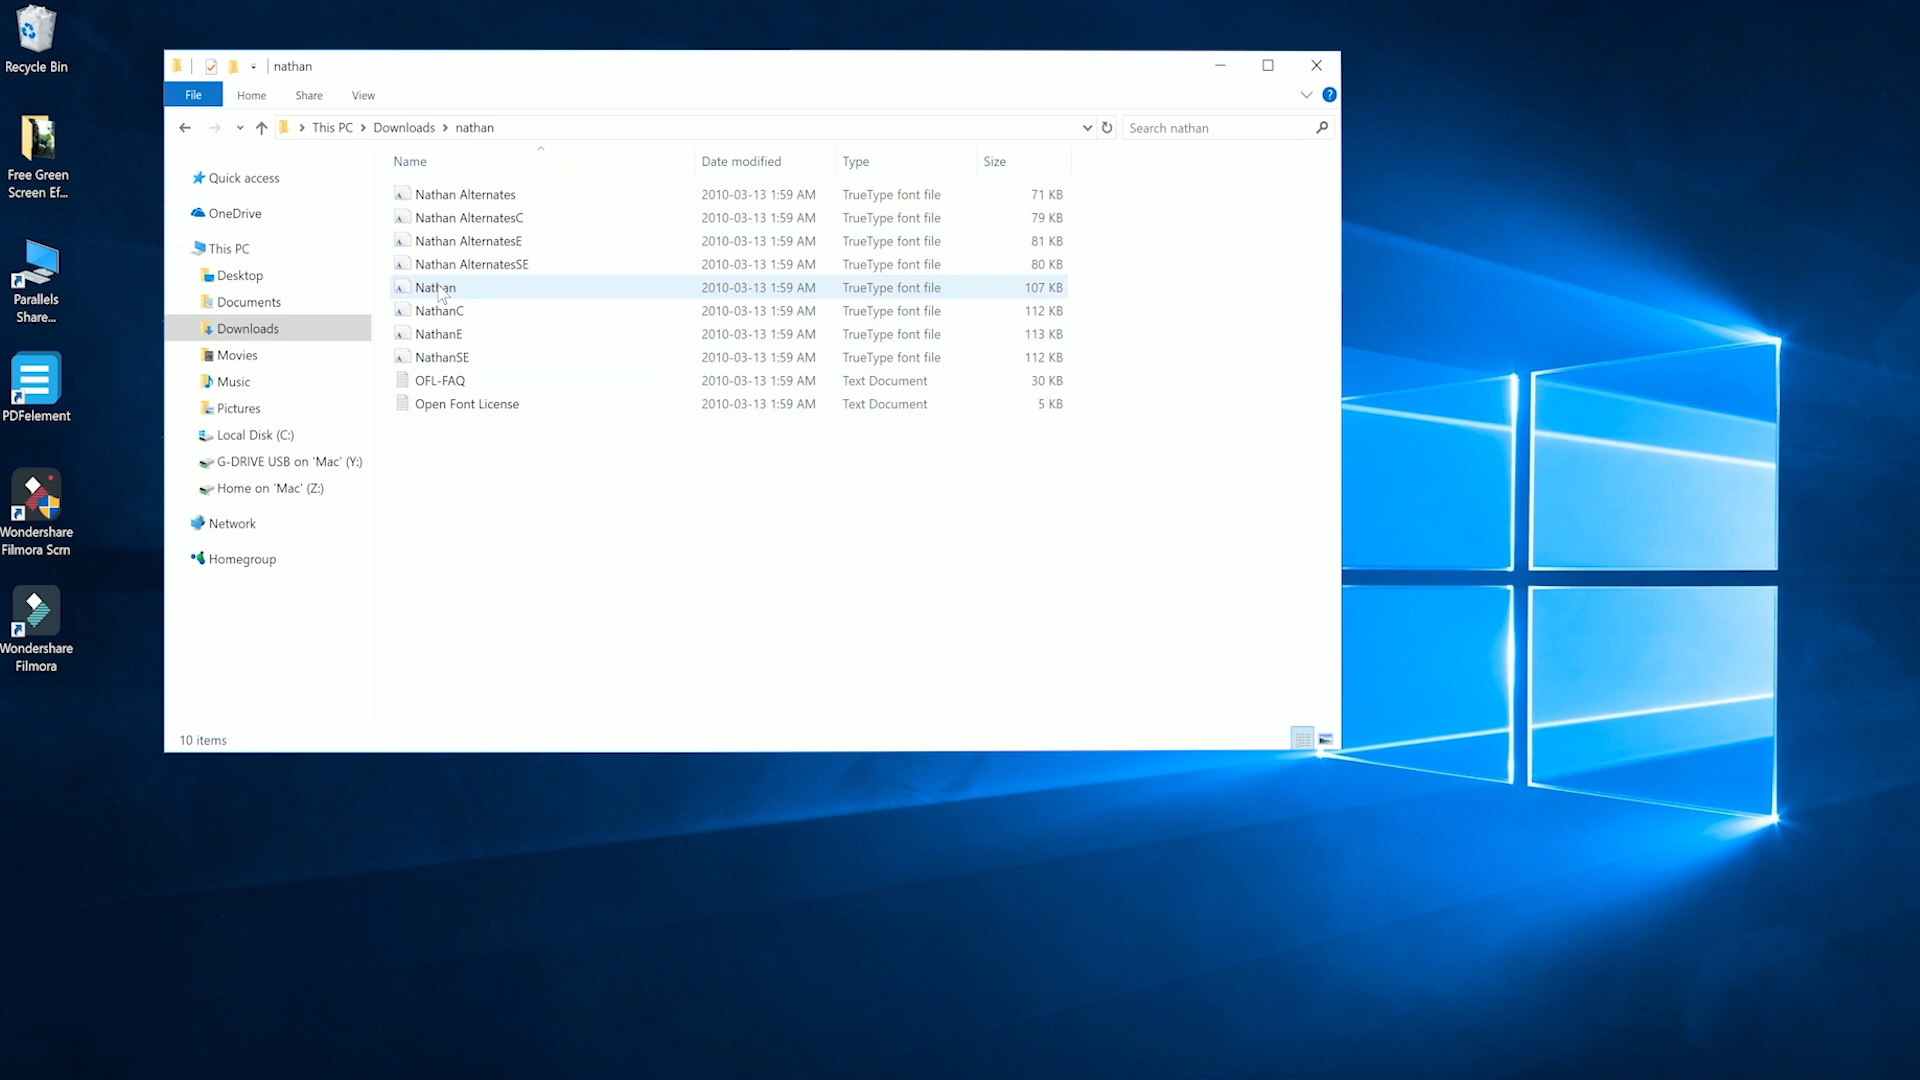 Recycle Bin
Free Green
Screen Ef...
Parallels
Share...
PDFelement
Wondershare
Filmora Scrn
Wondershare
Filmora
nathan
File Home Share View
?
This PC Downloads nathan
Search nathan
Quick access
OneDrive
This PC
Desktop
Documents
Downloads
Movies
Music
Pictures
Local Disk (C:)
G-DRIVE USB on 'Mac' (Y:)
Home on 'Mac' (Z:)
Network
Homegroup
Name Date modified Type Size
Nathan Alternates 2010-03-13 1:59 AM TrueType font file 71 KB
Nathan AlternatesC 2010-03-13 1:59 AM TrueType font file 79 KB
Nathan AlternatesE 2010-03-13 1:59 AM TrueType font file 81 KB
Nathan AlternatesSE 2010-03-13 1:59 AM TrueType font file 80 KB
Nathan 2010-03-13 1:59 AM TrueType font file 107 KB
NathanC 2010-03-13 1:59 AM TrueType font file 112 KB
NathanE 2010-03-13 1:59 AM TrueType font file 113 KB
NathanSE 2010-03-13 1:59 AM TrueType font file 112 KB
OFL-FAQ 2010-03-13 1:59 AM Text Document 30 KB
Open Font License 2010-03-13 1:59 AM Text Document 5 KB
10 items